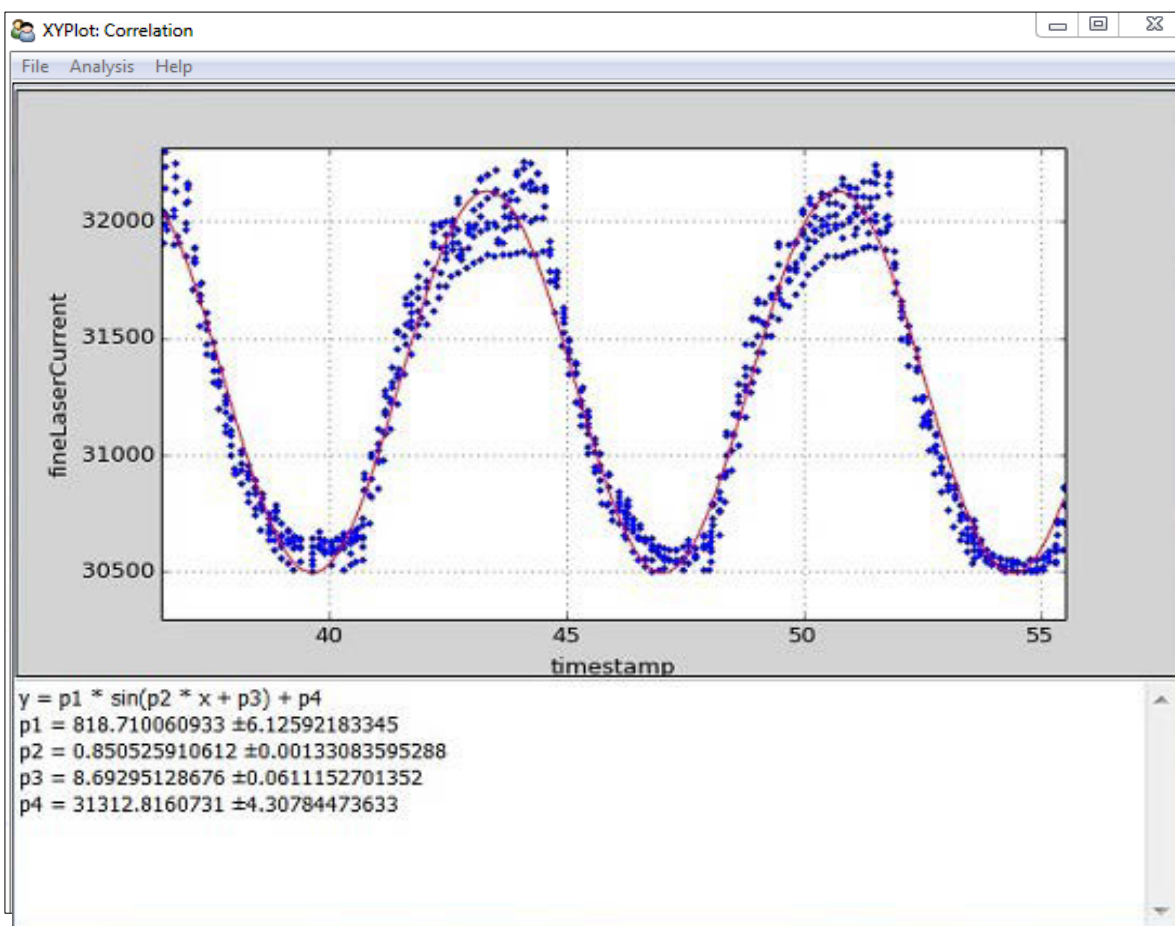 XYPlot: Correlation
File Analysis Help
32000
31500
31000
30500
fineLaserCurrent
40 45 50 55
timestamp
y = p1 * sin(p2 * x + p3) + p4
p1 = 818.710060933 ±6.12592183345
p2 = 0.850525910612 ±0.00133083595288
p3 = 8.69295128676 ±0.0611152701352
p4 = 31312.8160731 ±4.30784473633